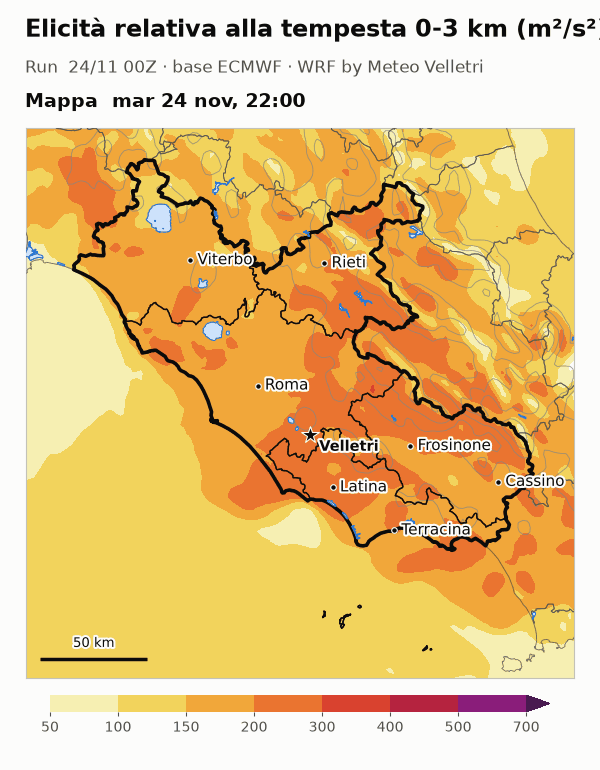 Elicità relativa alla tempesta 0-3 km (m²/s²)
Run 24/11 00Z · base ECMWF · WRF by Meteo Velletri
Mappa mar 24 nov, 22:00
Viterbo
Rieti
Roma
Velletri
Frosinone
Cassino
Latina
Terracina
50 km
50 100 150 200 300 400 500 700